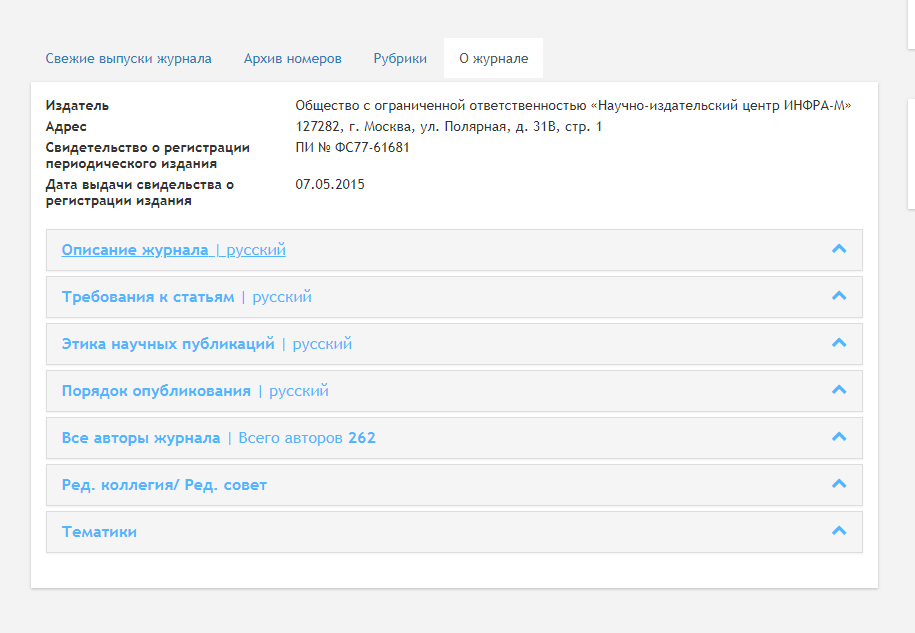 Свежие выпуски журнала Архив номеров Рубрики О журнале
Издатель Общество с ограниченной ответственностью «Научно-издательский центр ИНФРА-М»
Адрес 127282, г. Москва, ул. Полярная, д. 31В, стр. 1
Свидетельство о регистрации ПИ № ФС77-61681
периодического издания
Дата выдачи свидельства о 07.05.2015
регистрации издания
Описание журнала | русский
Требования к статьям | русский
Этика научных публикаций | русский
Порядок опубликования | русский
Все авторы журнала | Всего авторов 262
Ред. коллегия/ Ред. совет
Тематики